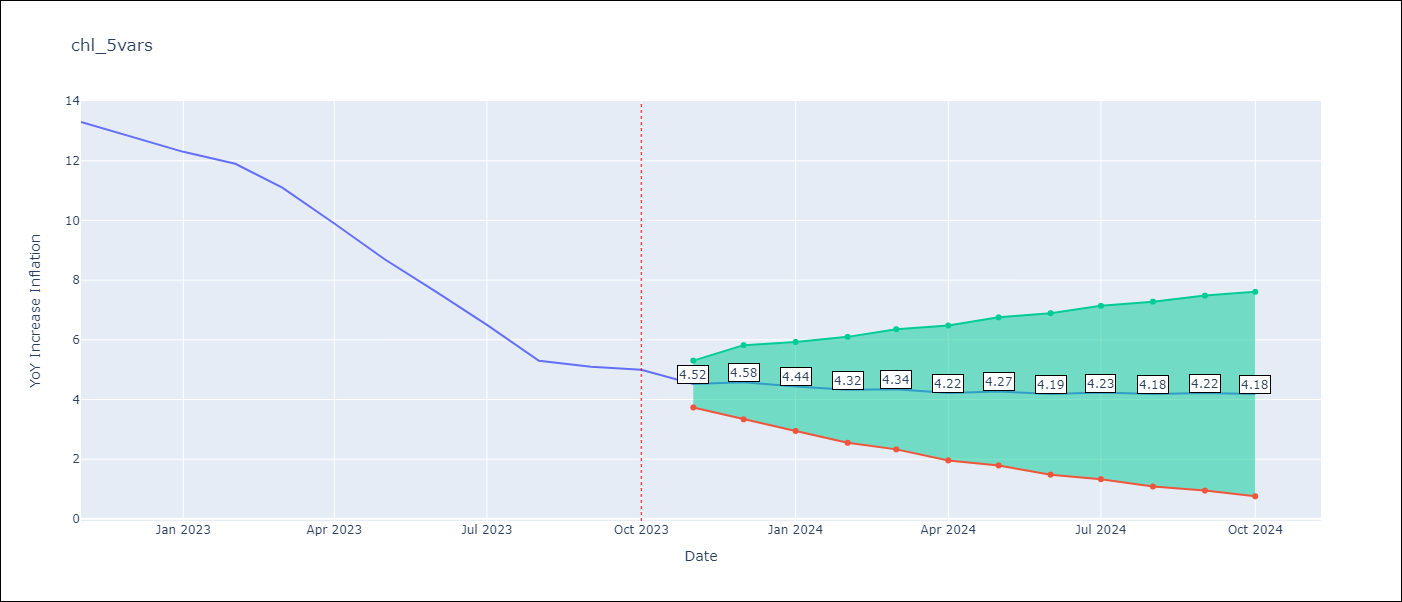 chl_5vars
YoY Increase Inflation
14
12
10
8
6
4
2
0
4.52
4.58
4.44
4.32
4.34
4.22
4.27
4.19
4.23
4.18
4.22
4.18
Jan 2023
Apr 2023
Jul 2023
Oct 2023
Jan 2024
Apr 2024
Jul 2024
Oct 2024
Date